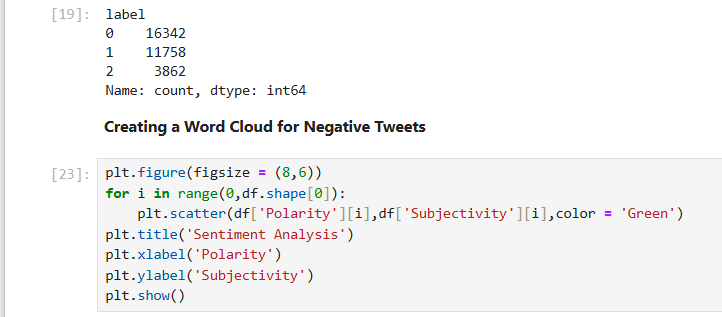 [19]: label
0    16342
1    11758
2     3862
Name: count, dtype: int64
Creating a Word Cloud for Negative Tweets
[23]: plt.figure(figsize = (8,6))
for i in range(0,df.shape[0]):
    plt.scatter(df['Polarity'][i],df['Subjectivity'][i],color = 'Green')
plt.title('Sentiment Analysis')
plt.xlabel('Polarity')
plt.ylabel('Subjectivity')
plt.show()